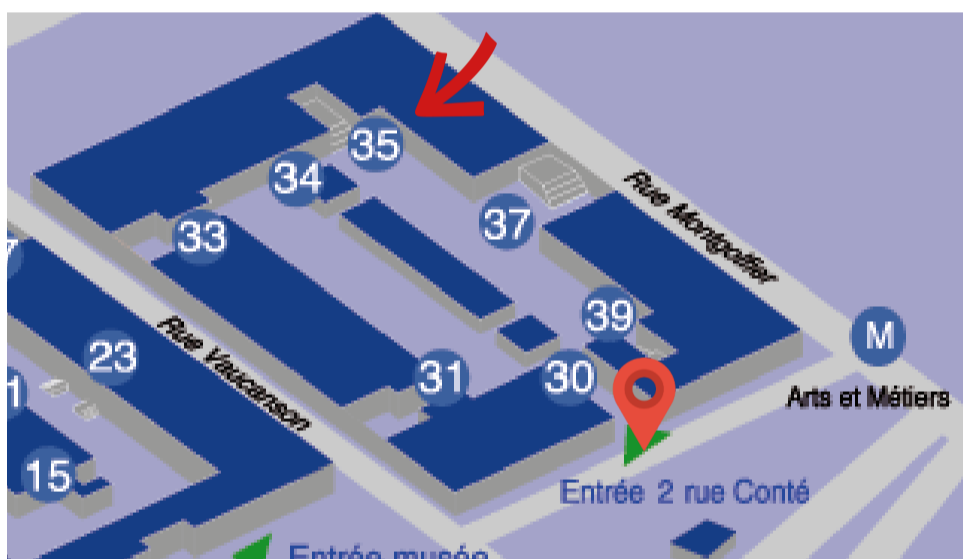 35
34
37
Rue Montgolfier
33
39
M
Rue Vaucanson
23
31
30
Arts et Métiers
15
Entrée 2 rue Conté
Entrée musée